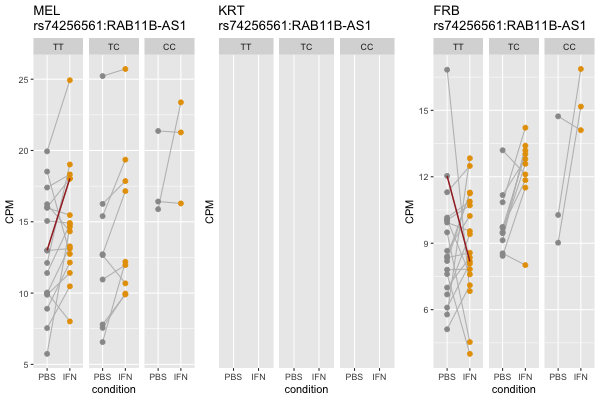 MEL
rs74256561:RAB11B-AS1
TT TC CC
CPM
25
20
15
10
5
PBS IFN PBS IFN PBS IFN
condition
KRT
rs74256561:RAB11B-AS1
TT TC CC
CPM
PBS IFN PBS IFN PBS IFN
condition
FRB
rs74256561:RAB11B-AS1
TT TC CC
CPM
15
12
9
6
PBS IFN PBS IFN PBS IFN
condition